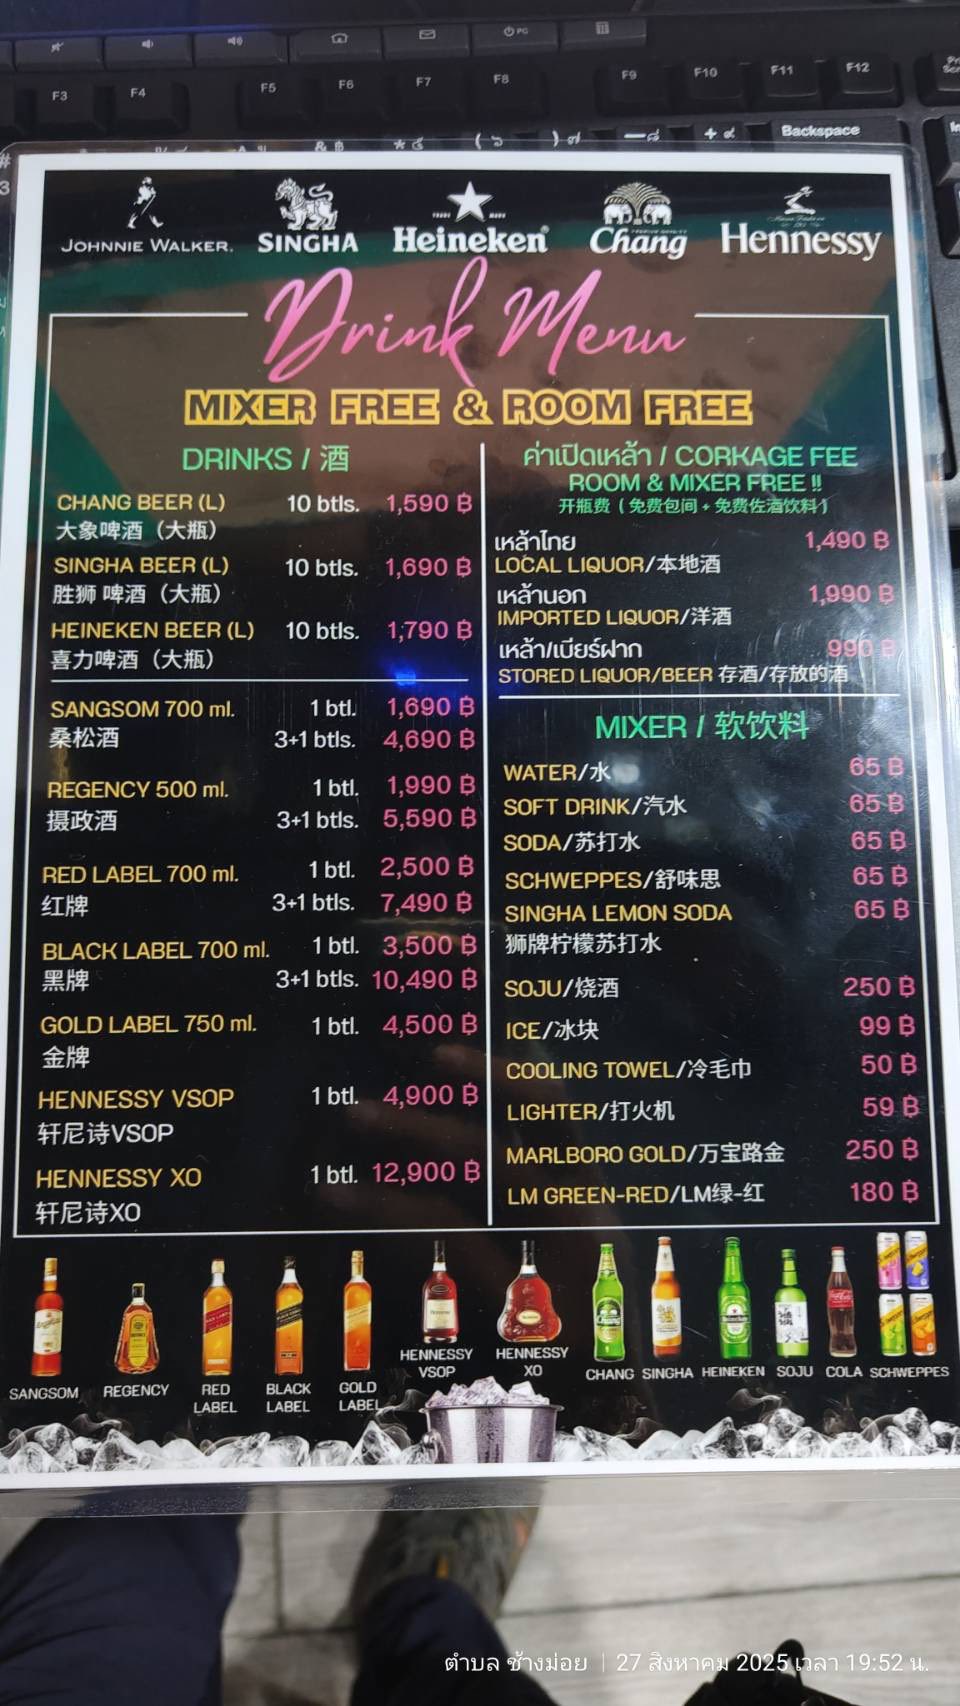 F3 F4 F5 F6 F7 F8 F9 F10 F11 F12
PC
Backspace
JOHNNIE WALKER. SINGHA Heineken Chang Hennessy
Drink Menu
MIXER FREE & ROOM FREE
DRINKS / 酒
CHANG BEER (L) 10 btls. 1,590 ฿
大象啤酒（大瓶）
SINGHA BEER (L) 10 btls. 1,690 ฿
胜狮 啤酒（大瓶）
HEINEKEN BEER (L) 10 btls. 1,790 ฿
喜力啤酒（大瓶）
SANGSOM 700 ml. 1 btl. 1,690 ฿
桑松酒 3+1 btls. 4,690 ฿
REGENCY 500 ml. 1 btl. 1,990 ฿
摄政酒 3+1 btls. 5,590 ฿
RED LABEL 700 ml. 1 btl. 2,500 ฿
红牌 3+1 btls. 7,490 ฿
BLACK LABEL 700 ml. 1 btl. 3,500 ฿
黑牌 3+1 btls. 10,490 ฿
GOLD LABEL 750 ml. 1 btl. 4,500 ฿
金牌
HENNESSY VSOP 1 btl. 4,900 ฿
轩尼诗VSOP
HENNESSY XO 1 btl. 12,900 ฿
轩尼诗XO
ค่าเปิดเหล้า / CORKAGE FEE
ROOM & MIXER FREE !!
开瓶费（免费包间 + 免费佐酒饮料）
เหล้าไทย 1,490 ฿
LOCAL LIQUOR/本地酒
เหล้านอก 1,990 ฿
IMPORTED LIQUOR/洋酒
เหล้า/เบียร์ฝาก 990 ฿
STORED LIQUOR/BEER 存酒/存放的酒
MIXER / 软饮料
WATER/水 65 ฿
SOFT DRINK/汽水 65 ฿
SODA/苏打水 65 ฿
SCHWEPPES/舒味思 65 ฿
SINGHA LEMON SODA 65 ฿
狮牌柠檬苏打水
SOJU/烧酒 250 ฿
ICE/冰块 99 ฿
COOLING TOWEL/冷毛巾 50 ฿
LIGHTER/打火机 59 ฿
MARLBORO GOLD/万宝路金 250 ฿
LM GREEN-RED/LM绿-红 180 ฿
SANGSOM
REGENCY
RED
LABEL
BLACK
LABEL
GOLD
LABEL
HENNESSY
VSOP
HENNESSY
XO
CHANG
SINGHA
HEINEKEN
SOJU
COLA
SCHWEPPES
ตำบล ช้างม่อย | 27 สิงหาคม 2025 เวลา 19:52 น.